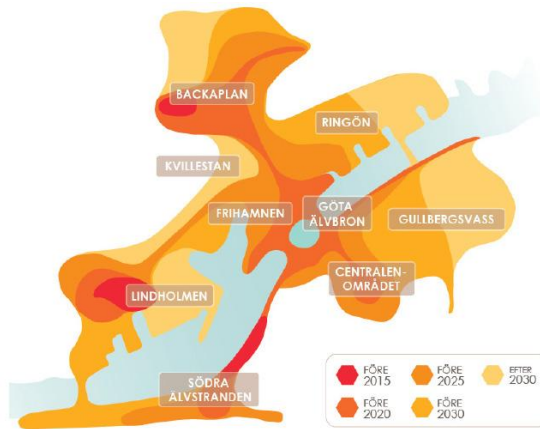 BACKAPLAN
RINGÖN
KVILLESTAN
FRIHAMNEN
GÖTA
ÄLVBRON
GULLBERGSVASS
CENTRALEN-
OMRÅDET
LINDHOLMEN
SÖDRA
ÄLVSTRANDEN
FÖRE
2015
FÖRE
2025
EFTER
2030
FÖRE
2020
FÖRE
2030